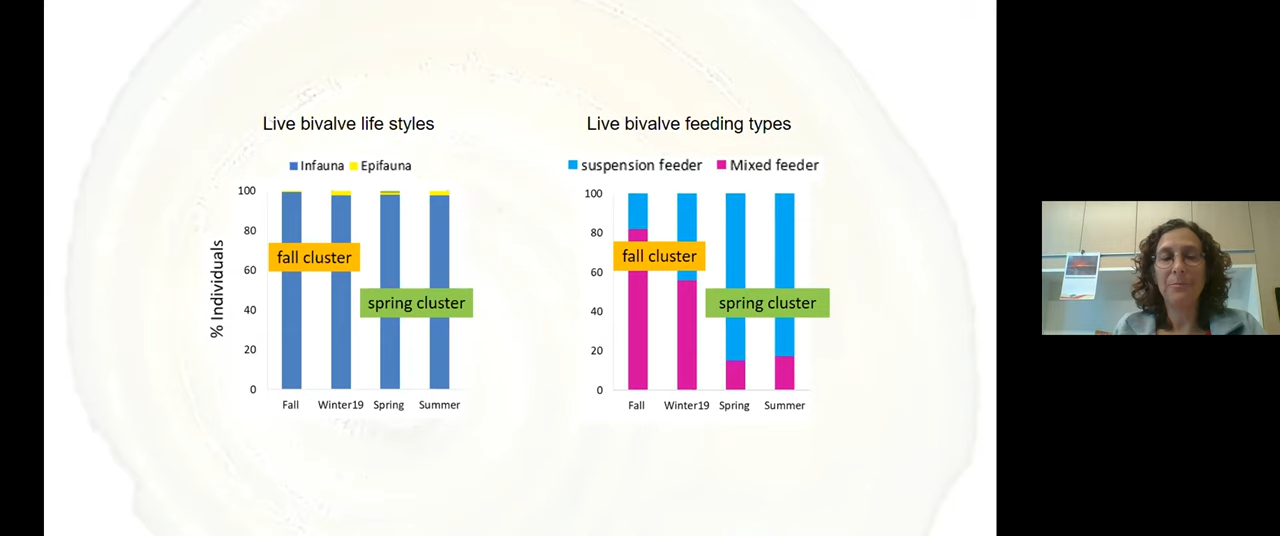 Live bivalve life styles
Infauna Epifauna
% Individuals
100
80
60
40
20
0
fall cluster
spring cluster
Fall Winter19 Spring Summer
Live bivalve feeding types
suspension feeder Mixed feeder
100
80
60
40
20
0
fall cluster
spring cluster
Fall Winter19 Spring Summer